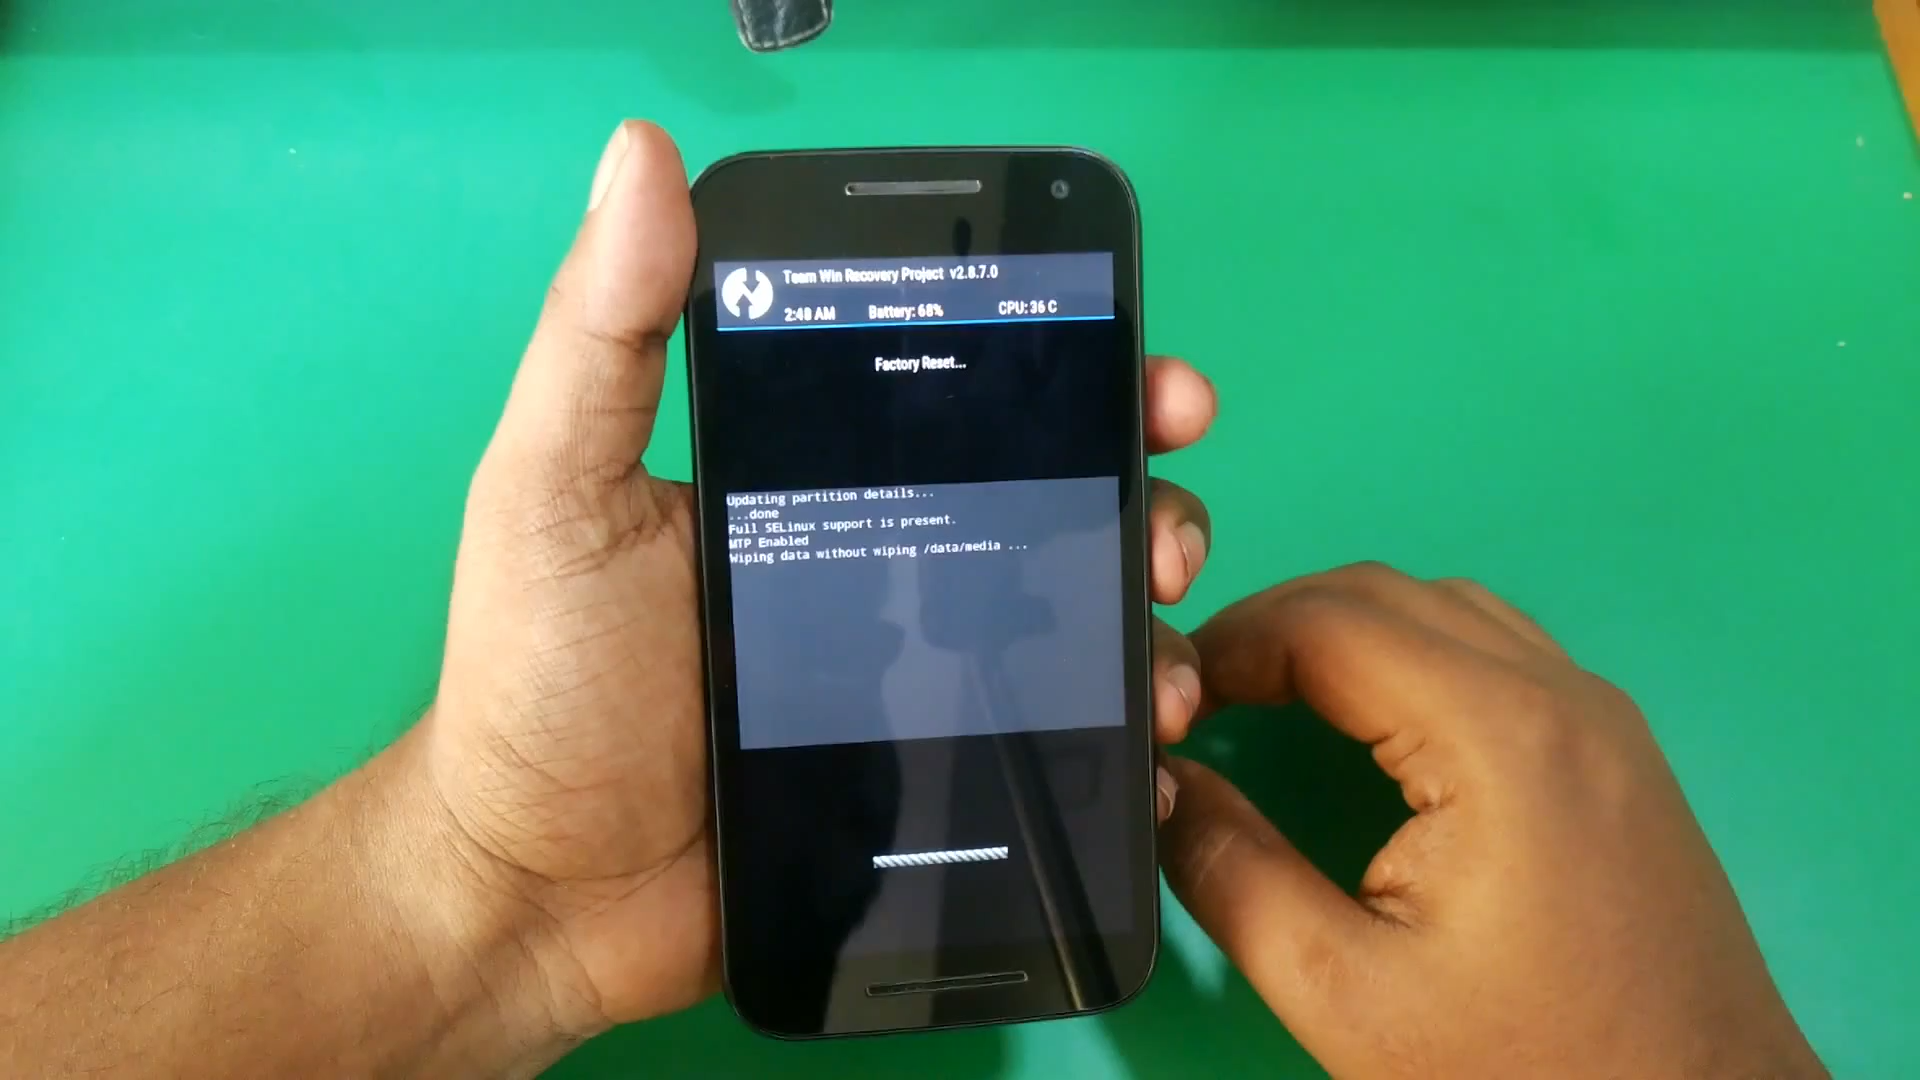 Team Win Recovery Project v2.8.7.0
2:48 AM Battery: 68% CPU: 36 C
Factory Reset...
Updating partition details...
...done
Full SELinux support is present.
MTP Enabled
Wiping data without wiping /data/media ...